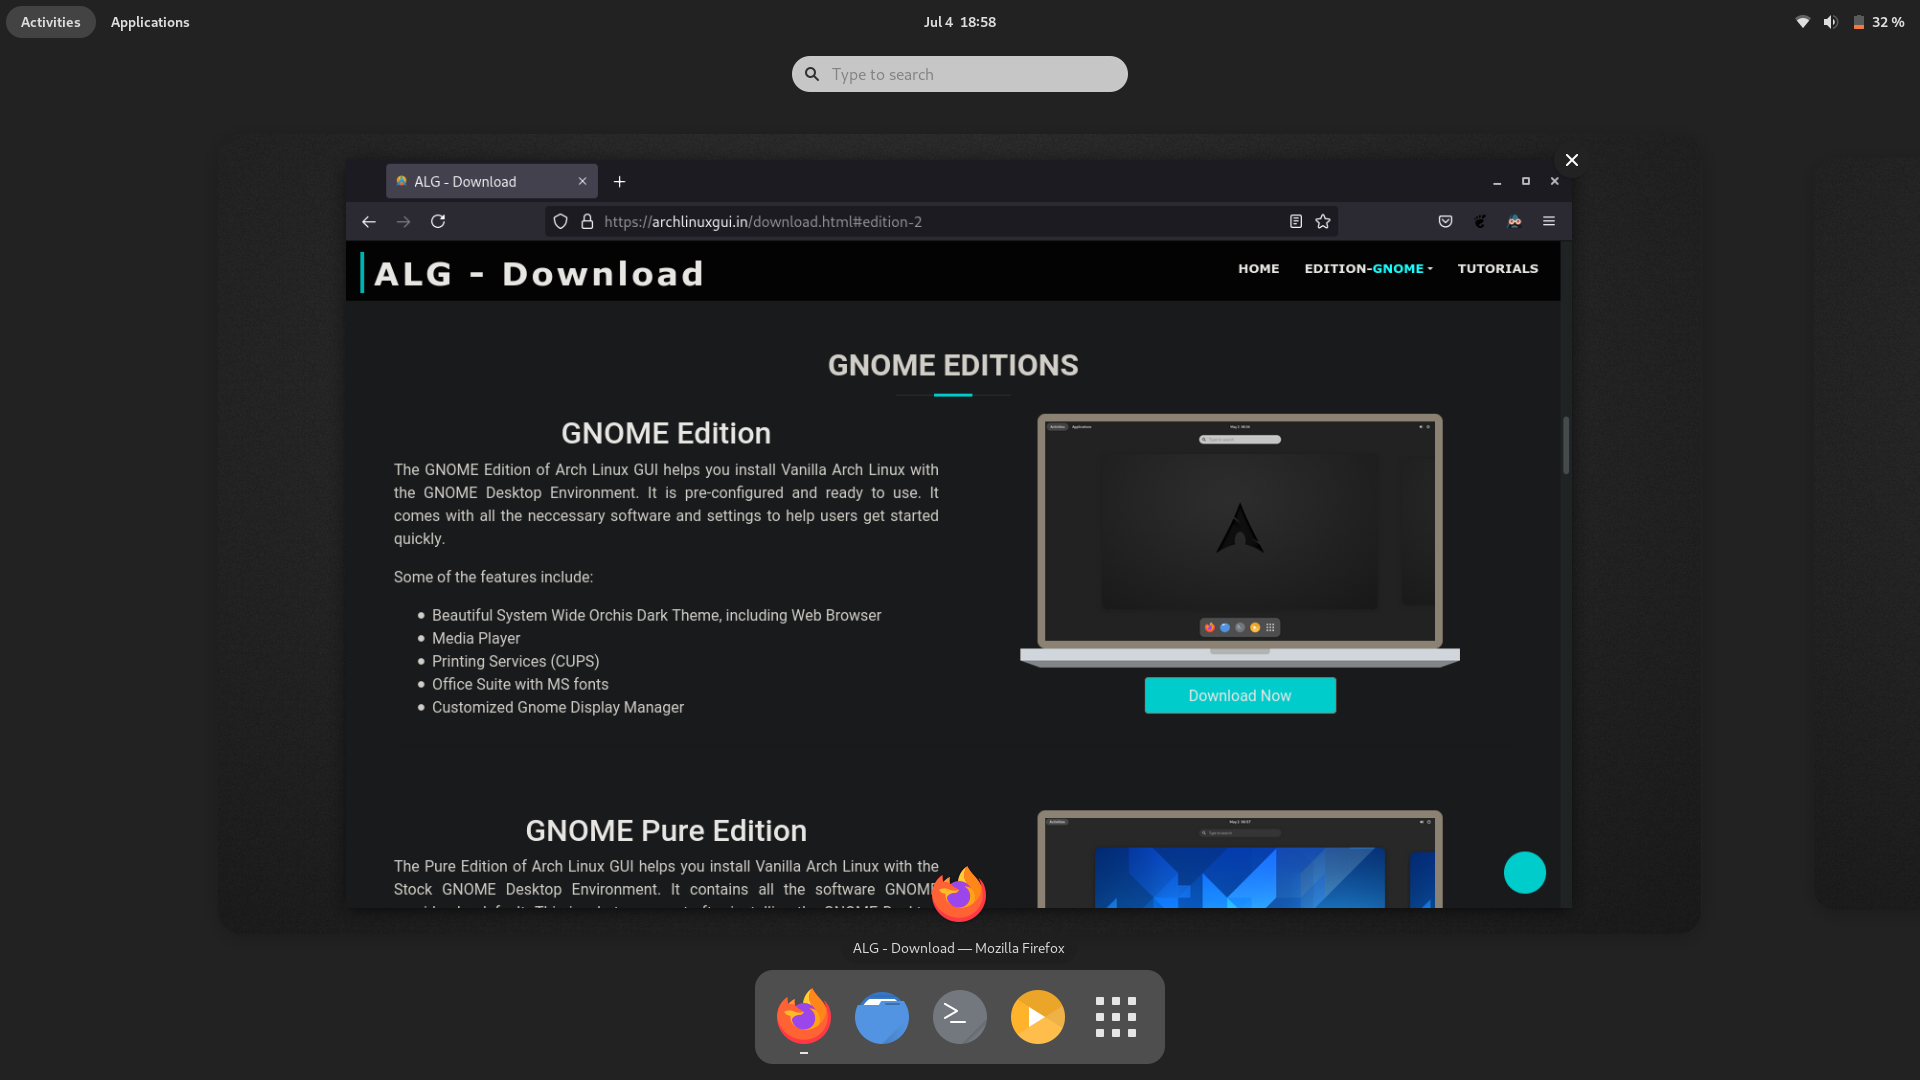 Activities Applications Jul 4 18:58 32 %
Type to search
ALG - Download
https://archlinuxgui.in/download.html#edition-2
ALG - Download HOME EDITION-GNOME TUTORIALS
GNOME EDITIONS
GNOME Edition
The GNOME Edition of Arch Linux GUI helps you install Vanilla Arch Linux with
the GNOME Desktop Environment. It is pre-configured and ready to use. It
comes with all the neccessary software and settings to help users get started
quickly.
Some of the features include:
Beautiful System Wide Orchis Dark Theme, including Web Browser
Media Player
Printing Services (CUPS)
Office Suite with MS fonts
Customized Gnome Display Manager
Download Now
GNOME Pure Edition
The Pure Edition of Arch Linux GUI helps you install Vanilla Arch Linux with the
Stock GNOME Desktop Environment. It contains all the software GNOME
ALG - Download — Mozilla Firefox